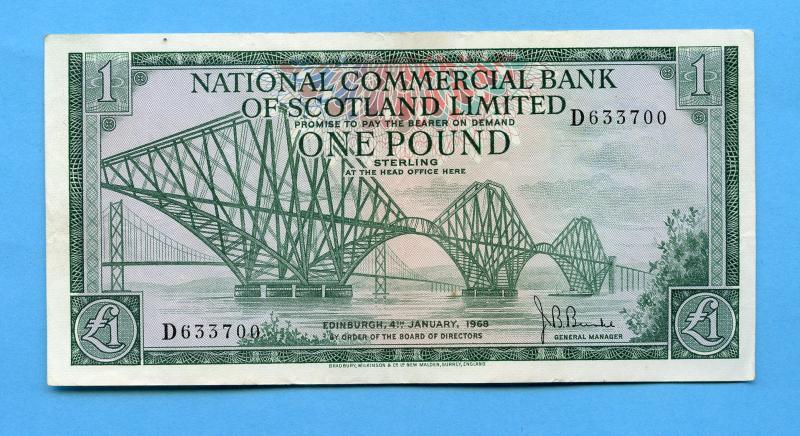 1
1
NATIONAL COMMERCIAL BANK
OF SCOTLAND LIMITED
D633700
PROMISE TO PAY THE BEARER ON DEMAND
ONE POUND
STERLING
AT THE HEAD OFFICE HERE
£1
D633700
EDINBURGH, 4TH JANUARY, 1968
BY ORDER OF THE BOARD OF DIRECTORS
J.B.Burke
GENERAL MANAGER
£1
BRADBURY, WILKINSON & Co Ld NEW MALDEN, SURREY, ENGLAND